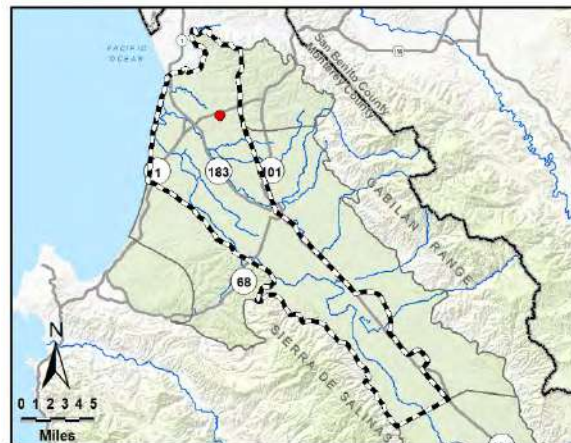 PACIFIC
OCEAN
1
San Benito County
Monterey County
1
183
101
GABILAN RANGE
68
SIERRA DE SALINAS
N
0 1 2 3 4 5
Miles